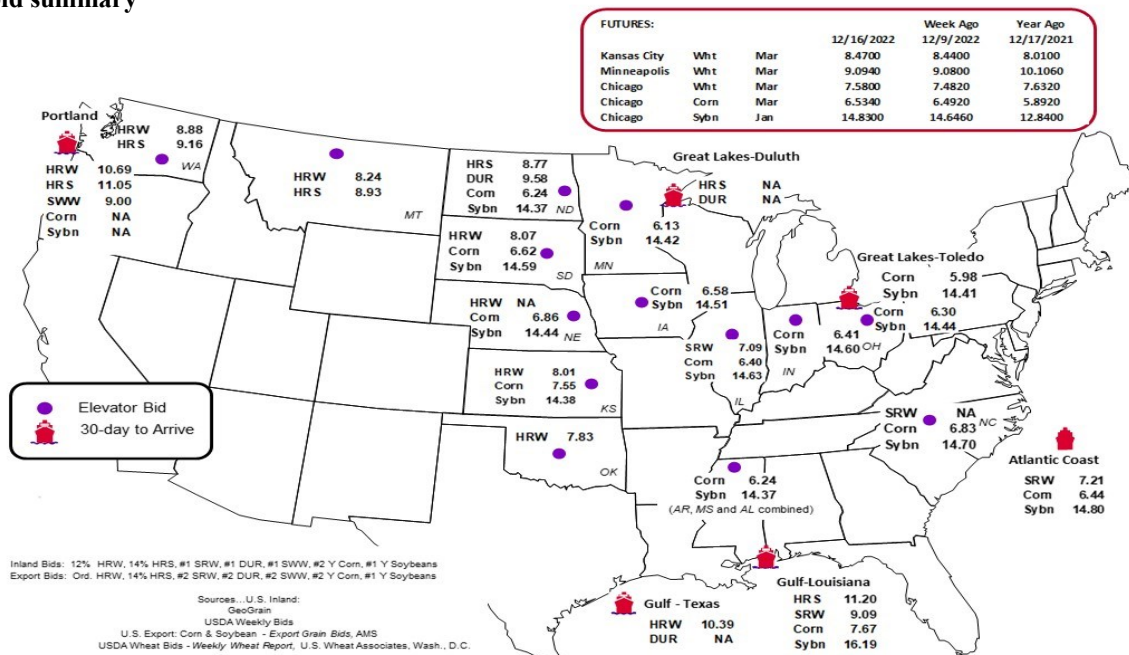 id summary
FUTURES: Week Ago Year Ago
12/16/2022 12/9/2022 12/17/2021
Kansas City Wht Mar 8.4700 8.4400 8.0100
Minneapolis Wht Mar 9.0940 9.0800 10.1060
Chicago Wht Mar 7.5800 7.4820 7.6320
Chicago Corn Mar 6.5340 6.4920 5.8920
Chicago Sybn Jan 14.8300 14.6460 12.8400
Portland
HRW 10.69
HRS 11.05
SWW 9.00
Corn NA
Sybn NA
HRW 8.88
HRS 9.16
WA
HRW 8.24
HRS 8.93
MT
HRS 8.77
DUR 9.58
Corn 6.24
Sybn 14.37
ND
Great Lakes-Duluth
HRS NA
DUR NA
Corn 6.13
Sybn 14.42
MN
HRW 8.07
Corn 6.62
Sybn 14.59
SD
Great Lakes-Toledo
Corn 5.98
Sybn 14.41
HRW NA
Corn 6.86
Sybn 14.44
NE
Corn 6.58
Sybn 14.51
IA
SRW 7.09
Corn 6.40
Sybn 14.63
IL
Corn 6.41
Sybn 14.60
IN
Corn 6.30
Sybn 14.44
OH
HRW 8.01
Corn 7.55
Sybn 14.38
KS
Elevator Bid
30-day to Arrive
HRW 7.83
OK
SRW NA
Corn 6.83
Sybn 14.70
NC
Atlantic Coast
SRW 7.21
Corn 6.44
Sybn 14.80
Corn 6.24
Sybn 14.37
(AR, MS and AL combined)
Gulf - Texas
HRW 10.39
DUR NA
Gulf-Louisiana
HRS 11.20
SRW 9.09
Corn 7.67
Sybn 16.19
Inland Bids: 12% HRW, 14% HRS, #1 SRW, #1 DUR, #1 SWW, #2 Y Corn, #1 Y Soybeans
Export Bids: Ord. HRW, 14% HRS, #2 SRW, #2 DUR, #2 SWW, #2 Y Corn, #1 Y Soybeans
Sources...U.S. Inland:
GeoGrain
USDA Weekly Bids
U.S. Export: Corn & Soybean - Export Grain Bids, AMS
USDA Wheat Bids - Weekly Wheat Report, U.S. Wheat Associates, Wash., D.C.